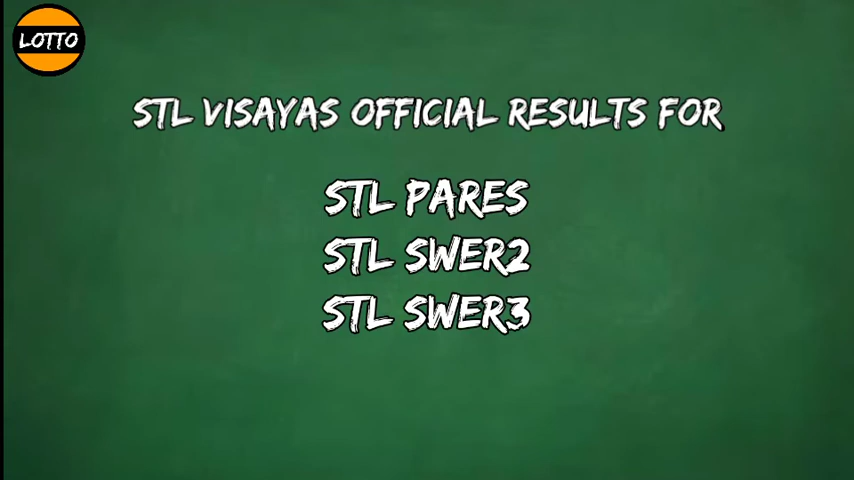 LOTTO
STL VISAYAS OFFICIAL RESULTS FOR
STL PARES
STL SWER2
STL SWER3